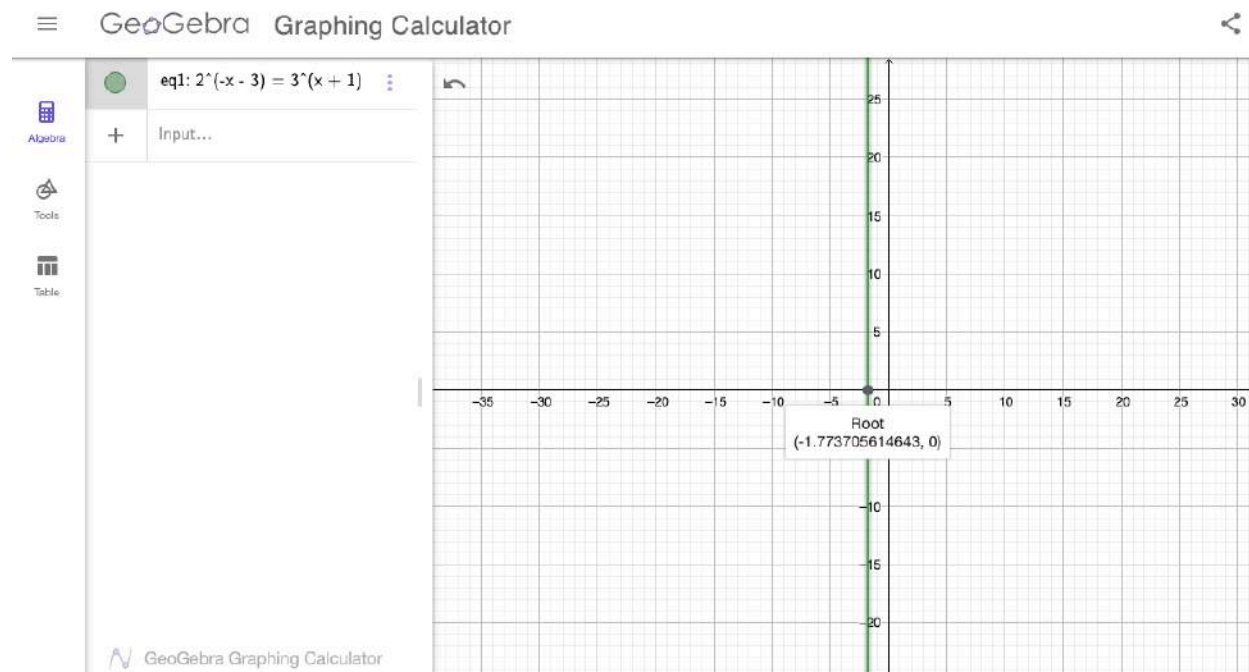 GeoGebra Graphing Calculator
Algebra
Tools
Table
eq1: 2^(-x - 3) = 3^(x + 1)
+ Input...
25
20
15
10
5
−35 −30 −25 −20 −15 −10 −5 0 5 10 15 20 25 30
Root
(-1.773705614643, 0)
−10
−15
−20
GeoGebra Graphing Calculator